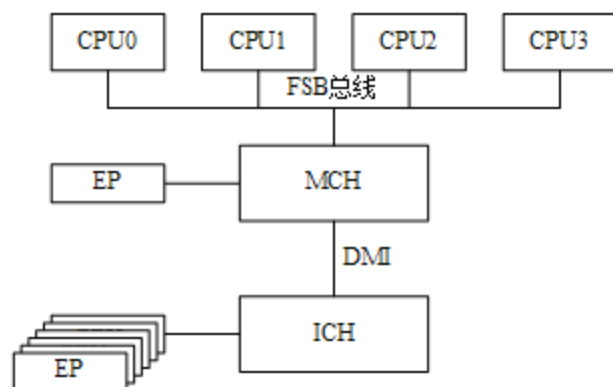 CPU0 CPU1 CPU2 CPU3
FSB总线
EP MCH
DMI
ICH
EP